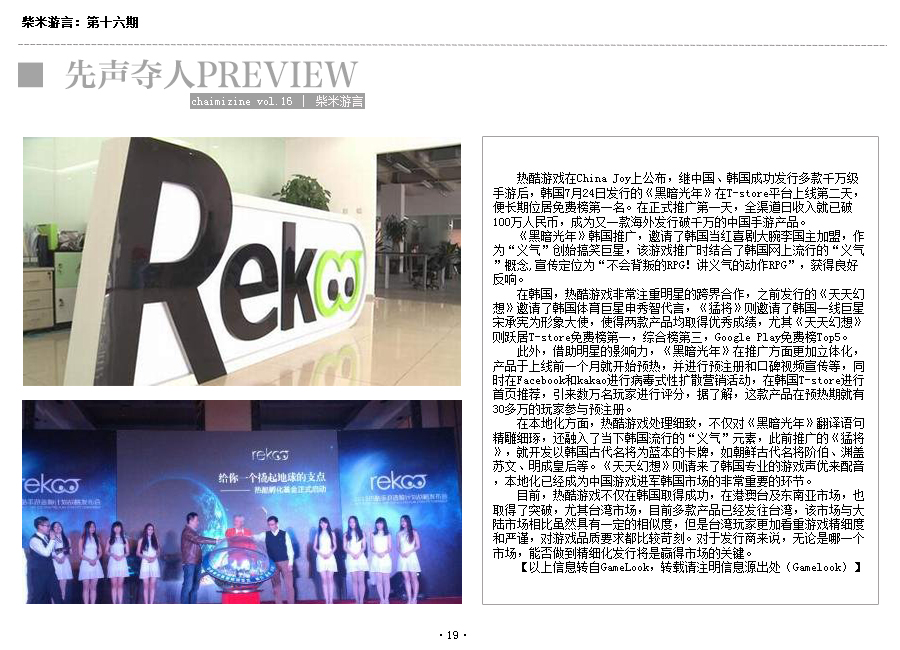 柴米游言：第十六期
先声夺人PREVIEW
chaimizine vol.16 | 柴米游言
Rekoo
rekoo
给你一个撬起地球的支点
——— 热酷孵化基金正式启动
rekoo
热酷游戏在China Joy上公布，继中国、韩国成功发行多款千万级
手游后，韩国7月24日发行的《黑暗光年》在T-store平台上线第二天，
便长期位居免费榜第一名。在正式推广第一天，全渠道日收入就已破
100万人民币，成为又一款海外发行破千万的中国手游产品。
《黑暗光年》韩国推广，邀请了韩国当红喜剧大腕李国主加盟，作
为“义气”创始搞笑巨星，该游戏推广时结合了韩国网上流行的“义气
”概念,宣传定位为“不会背叛的RPG! 讲义气的动作RPG”，获得良好
反响。
在韩国，热酷游戏非常注重明星的跨界合作，之前发行的《天天幻
想》邀请了韩国体育巨星申秀智代言，《猛将》则邀请了韩国一线巨星
宋承宪为形象大使，使得两款产品均取得优秀成绩，尤其《天天幻想》
则跃居T-store免费榜第一，综合榜第三，Google Play免费榜Top5。
此外，借助明星的影响力，《黑暗光年》在推广方面更加立体化，
产品于上线前一个月就开始预热，并进行预注册和口碑视频宣传等，同
时在Facebook和kakao进行病毒式性扩散营销活动，在韩国T-store进行
首页推荐，引来数万名玩家进行评分，据了解，这款产品在预热期就有
30多万的玩家参与预注册。
在本地化方面，热酷游戏处理细致，不仅对《黑暗光年》翻译语句
精雕细琢，还融入了当下韩国流行的“义气”元素，此前推广的《猛将
》，就开发以韩国古代名将为蓝本的卡牌，如朝鲜古代名将阶伯、渊盖
苏文、明成皇后等。《天天幻想》则请来了韩国专业的游戏声优来配音
，本地化已经成为中国游戏进军韩国市场的非常重要的环节。
目前，热酷游戏不仅在韩国取得成功，在港澳台及东南亚市场，也
取得了突破，尤其台湾市场，目前多款产品已经发往台湾，该市场与大
陆市场相比虽然具有一定的相似度，但是台湾玩家更加看重游戏精细度
和严谨，对游戏品质要求都比较苛刻。对于发行商来说，无论是哪一个
市场，能否做到精细化发行将是赢得市场的关键。
【以上信息转自GameLook，转载请注明信息源出处（Gamelook）】
·19·